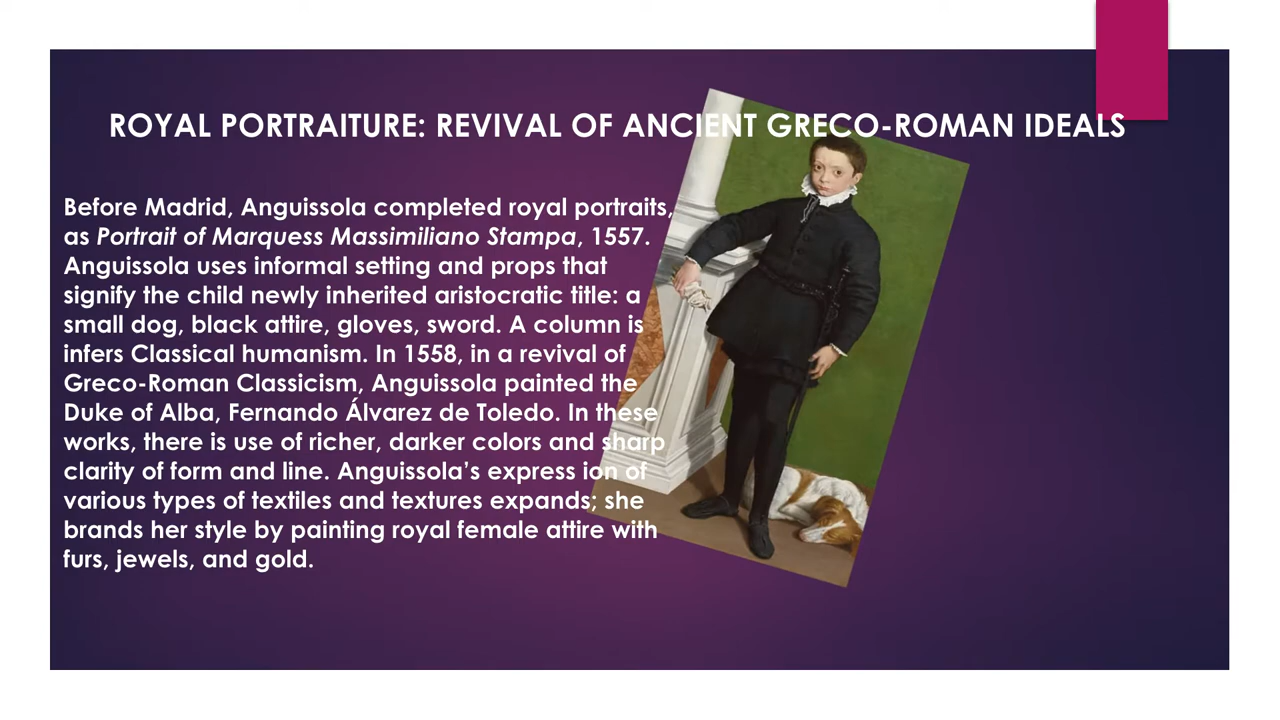 ROYAL PORTRAITURE: REVIVAL OF ANCIENT GRECO-ROMAN IDEALS
Before Madrid, Anguissola completed royal portraits,
as Portrait of Marquess Massimiliano Stampa, 1557.
Anguissola uses informal setting and props that
signify the child newly inherited aristocratic title: a
small dog, black attire, gloves, sword. A column is
infers Classical humanism. In 1558, in a revival of
Greco-Roman Classicism, Anguissola painted the
Duke of Alba, Fernando Álvarez de Toledo. In these
works, there is use of richer, darker colors and sharp
clarity of form and line. Anguissola’s express ion of
various types of textiles and textures expands; she
brands her style by painting royal female attire with
furs, jewels, and gold.